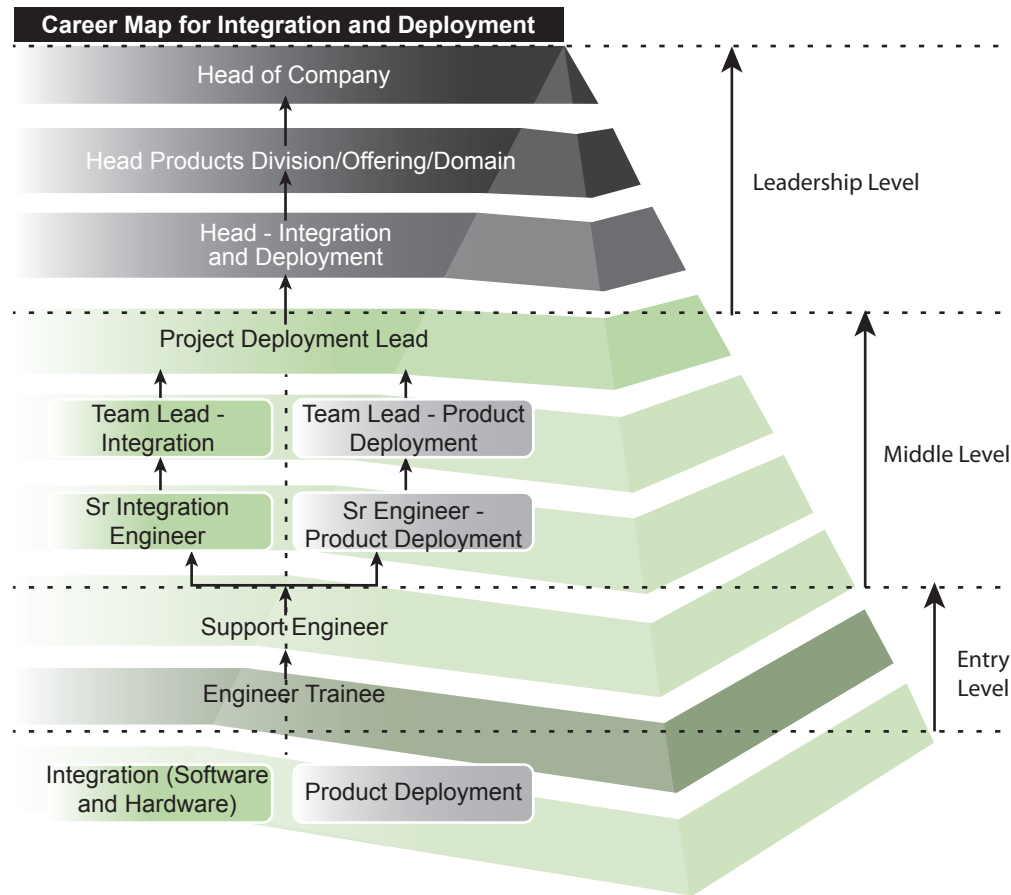 Career Map for Integration and Deployment
Head of Company
Head Products Division/Offering/Domain
Leadership Level
Head - Integration
and Deployment
Project Deployment Lead
Team Lead -
Integration
Team Lead - Product
Deployment
Middle Level
Sr Integration
Engineer
Sr Engineer -
Product Deployment
Support Engineer
Entry
Level
Engineer Trainee
Integration (Software
and Hardware)
Product Deployment